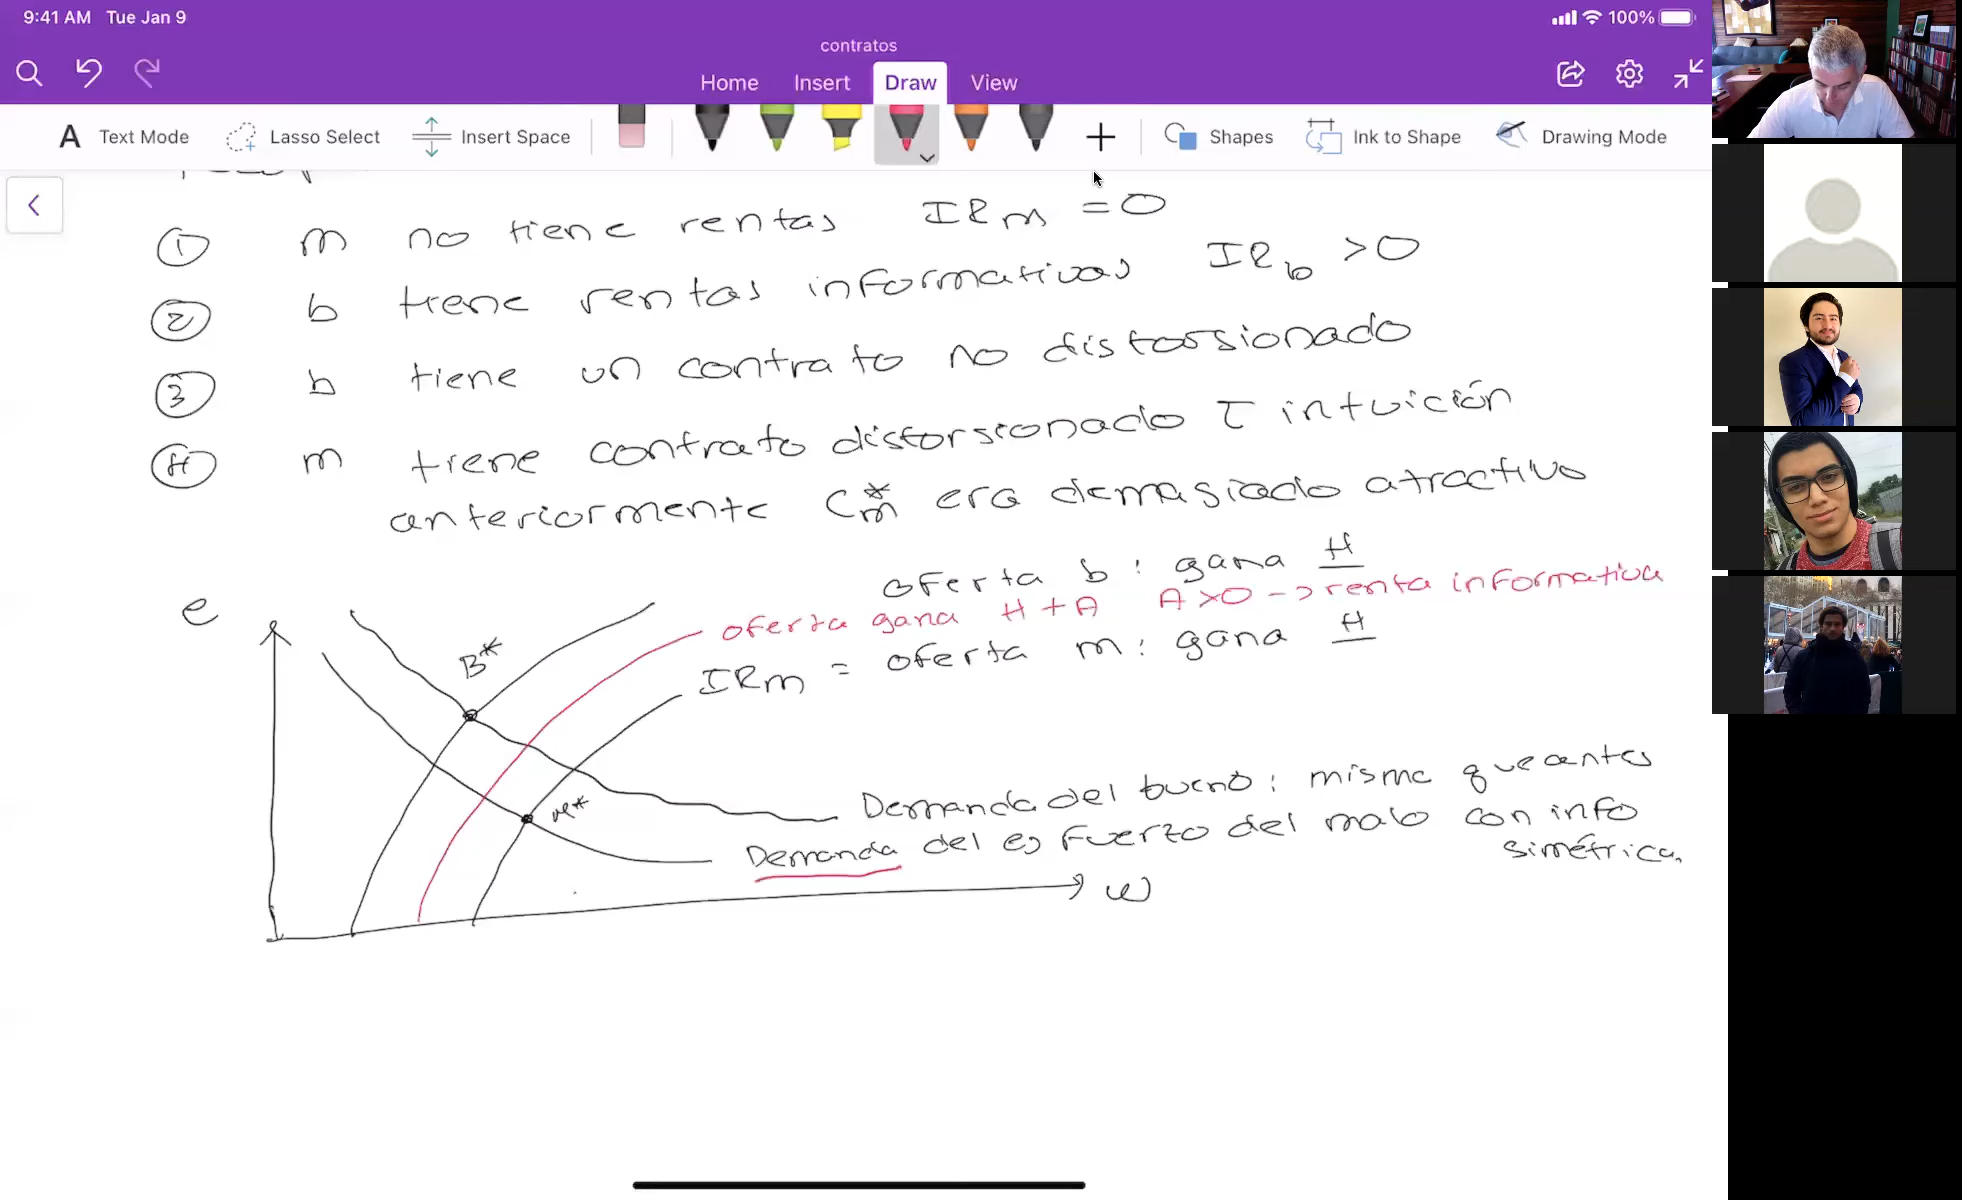 9:41 AM Tue Jan 9
100%
contratos
Home Insert Draw View
Text Mode Lasso Select Insert Space Shapes Ink to Shape Drawing Mode
① m no tiene rentas IRm = 0
② b tiene rentas informativas IRb > 0
③ b tiene un contrato no distorsionado
④ m tiene contrato distorsionado intuición
anteriormente Cm* era demasiado atractivo
oferta b: gana H
oferta gana H + A A>0 -> renta informativa
IRm = oferta m: gana H
e
B*
M*
Demanda del bueno: misma que antes
Demanda del esfuerzo del malo con info
simétrica.
w